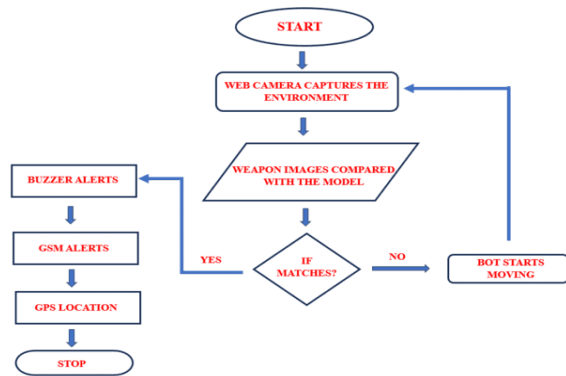 START
WEB CAMERA CAPTURES THE
ENVIRONMENT
WEAPON IMAGES COMPARED
WITH THE MODEL
IF
MATCHES?
YES
NO
BUZZER ALERTS
GSM ALERTS
GPS LOCATION
STOP
BOT STARTS
MOVING